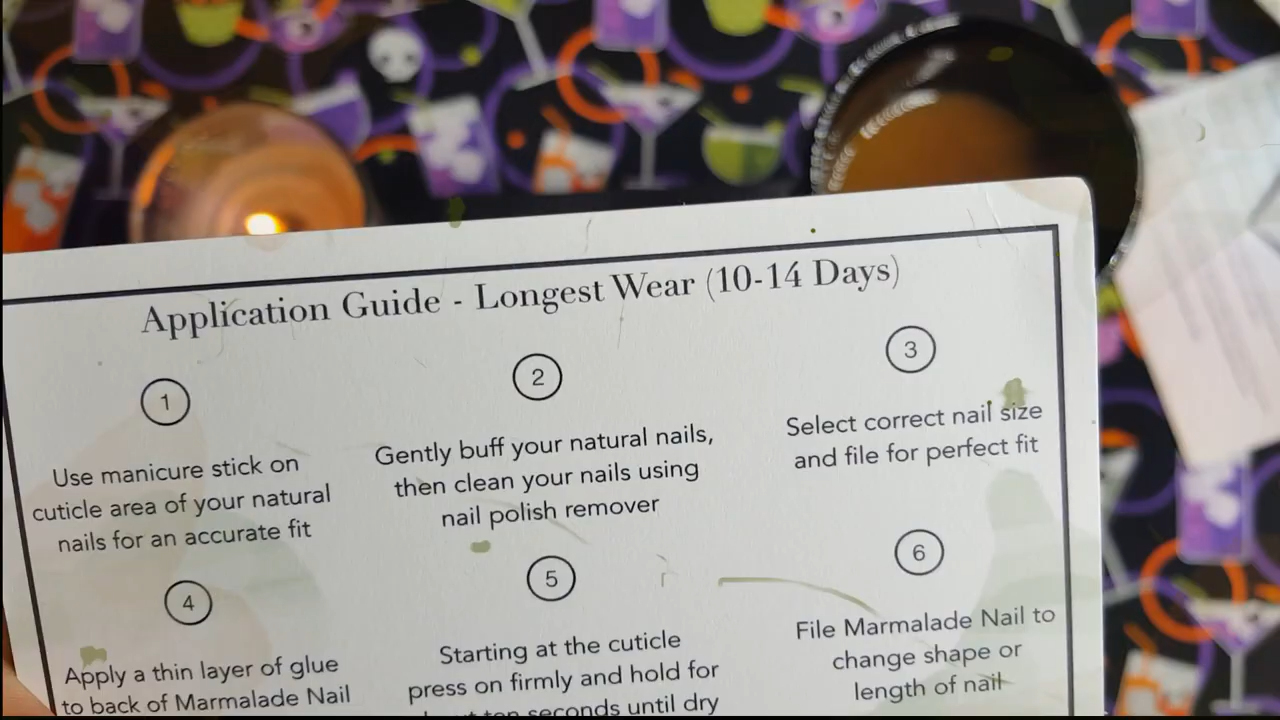 Application Guide - Longest Wear (10-14 Days)
1
Use manicure stick on
cuticle area of your natural
nails for an accurate fit
2
Gently buff your natural nails,
then clean your nails using
nail polish remover
3
Select correct nail size
and file for perfect fit
4
Apply a thin layer of glue
to back of Marmalade Nail
5
Starting at the cuticle
press on firmly and hold for
ten seconds until dry
6
File Marmalade Nail to
change shape or
length of nail